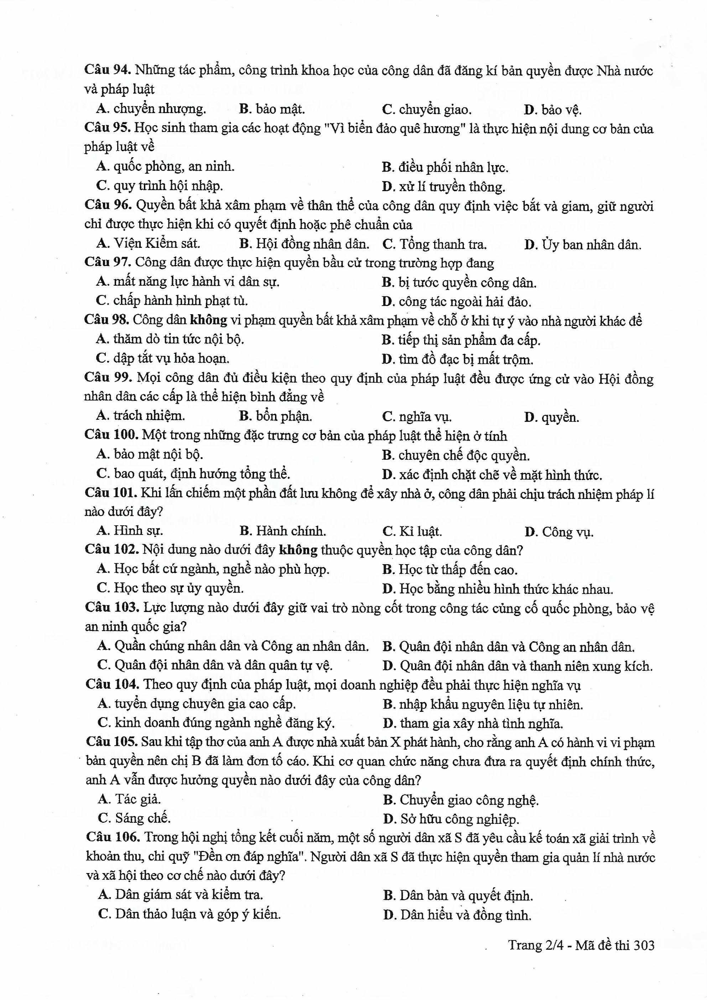 Câu 94. Những tác phẩm, công trình khoa học của công dân đã đăng kí bản quyền được Nhà nước
và pháp luật
A. chuyển nhượng. B. bảo mật. C. chuyển giao. D. bảo vệ.
Câu 95. Học sinh tham gia các hoạt động "Vì biển đảo quê hương" là thực hiện nội dung cơ bản của
pháp luật về
A. quốc phòng, an ninh. B. điều phối nhân lực.
C. quy trình hội nhập. D. xử lí truyền thông.
Câu 96. Quyền bất khả xâm phạm về thân thể của công dân quy định việc bắt và giam, giữ người
chỉ được thực hiện khi có quyết định hoặc phê chuẩn của
A. Viện Kiểm sát. B. Hội đồng nhân dân. C. Tổng thanh tra. D. Ủy ban nhân dân.
Câu 97. Công dân được thực hiện quyền bầu cử trong trường hợp đang
A. mất năng lực hành vi dân sự. B. bị tước quyền công dân.
C. chấp hành hình phạt tù. D. công tác ngoài hải đảo.
Câu 98. Công dân không vi phạm quyền bất khả xâm phạm về chỗ ở khi tự ý vào nhà người khác để
A. thăm dò tin tức nội bộ. B. tiếp thị sản phẩm đa cấp.
C. dập tắt vụ hỏa hoạn. D. tìm đồ đạc bị mất trộm.
Câu 99. Mọi công dân đủ điều kiện theo quy định của pháp luật đều được ứng cử vào Hội đồng
nhân dân các cấp là thể hiện bình đẳng về
A. trách nhiệm. B. bổn phận. C. nghĩa vụ. D. quyền.
Câu 100. Một trong những đặc trưng cơ bản của pháp luật thể hiện ở tính
A. bảo mật nội bộ. B. chuyên chế độc quyền.
C. bao quát, định hướng tổng thể. D. xác định chặt chẽ về mặt hình thức.
Câu 101. Khi lấn chiếm một phần đất lưu không để xây nhà ở, công dân phải chịu trách nhiệm pháp lí
nào dưới đây?
A. Hình sự. B. Hành chính. C. Kỉ luật. D. Công vụ.
Câu 102. Nội dung nào dưới đây không thuộc quyền học tập của công dân?
A. Học bất cứ ngành, nghề nào phù hợp. B. Học từ thấp đến cao.
C. Học theo sự ủy quyền. D. Học bằng nhiều hình thức khác nhau.
Câu 103. Lực lượng nào dưới đây giữ vai trò nòng cốt trong công tác củng cố quốc phòng, bảo vệ
an ninh quốc gia?
A. Quần chúng nhân dân và Công an nhân dân. B. Quân đội nhân dân và Công an nhân dân.
C. Quân đội nhân dân và dân quân tự vệ. D. Quân đội nhân dân và thanh niên xung kích.
Câu 104. Theo quy định của pháp luật, mọi doanh nghiệp đều phải thực hiện nghĩa vụ
A. tuyển dụng chuyên gia cao cấp. B. nhập khẩu nguyên liệu tự nhiên.
C. kinh doanh đúng ngành nghề đăng ký. D. tham gia xây nhà tình nghĩa.
Câu 105. Sau khi tập thơ của anh A được nhà xuất bản X phát hành, cho rằng anh A có hành vi vi phạm
bản quyền nên chị B đã làm đơn tố cáo. Khi cơ quan chức năng chưa đưa ra quyết định chính thức,
anh A vẫn được hưởng quyền nào dưới đây của công dân?
A. Tác giả. B. Chuyển giao công nghệ.
C. Sáng chế. D. Sở hữu công nghiệp.
Câu 106. Trong hội nghị tổng kết cuối năm, một số người dân xã S đã yêu cầu kế toán xã giải trình về
khoản thu, chi quỹ "Đền ơn đáp nghĩa". Người dân xã S đã thực hiện quyền tham gia quản lí nhà nước
và xã hội theo cơ chế nào dưới đây?
A. Dân giám sát và kiểm tra. B. Dân bàn và quyết định.
C. Dân thảo luận và góp ý kiến. D. Dân hiểu và đồng tình.
Trang 2/4 - Mã đề thi 303